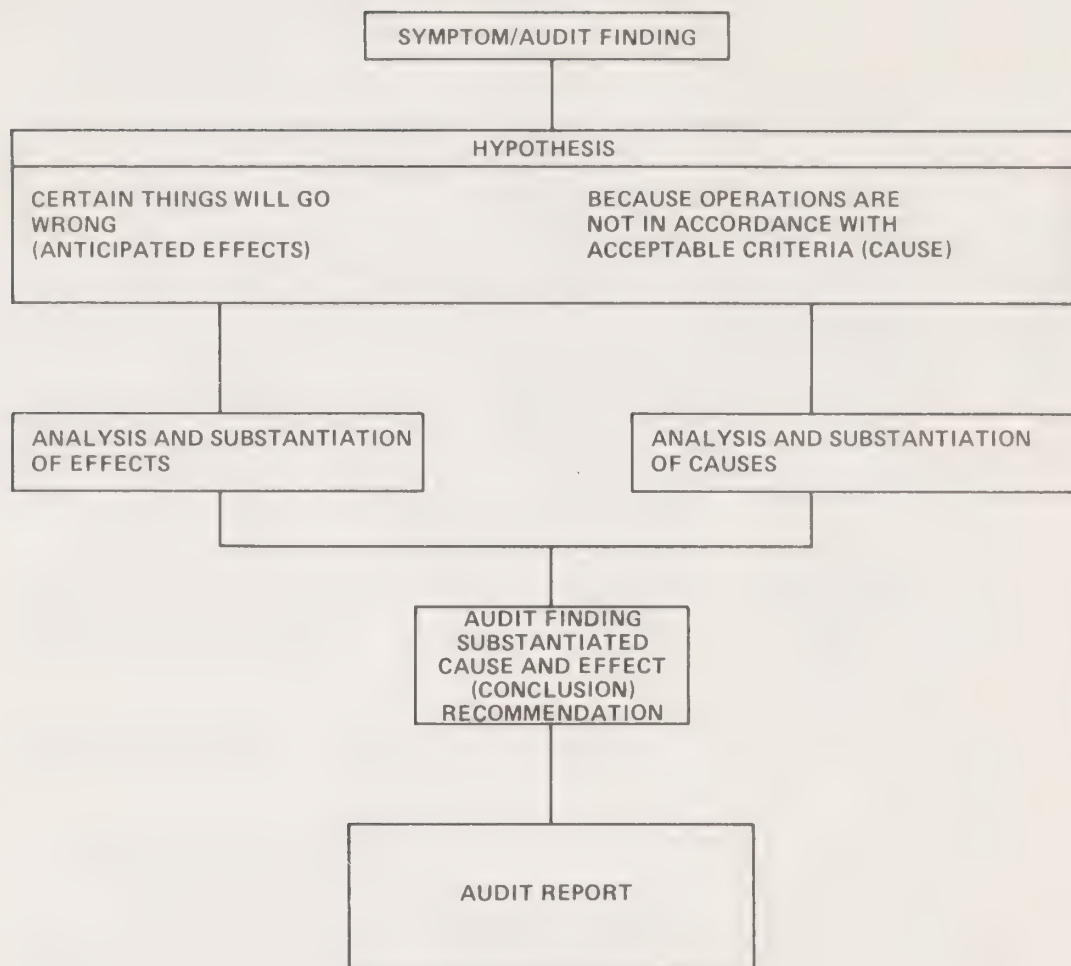 SYMPTOM/AUDIT FINDING
HYPOTHESIS
CERTAIN THINGS WILL GO
WRONG
(ANTICIPATED EFFECTS)
BECAUSE OPERATIONS ARE
NOT IN ACCORDANCE WITH
ACCEPTABLE CRITERIA (CAUSE)
ANALYSIS AND SUBSTANTIATION
OF EFFECTS
ANALYSIS AND SUBSTANTIATION
OF CAUSES
AUDIT FINDING
SUBSTANTIATED
CAUSE AND EFFECT
(CONCLUSION)
RECOMMENDATION
AUDIT REPORT